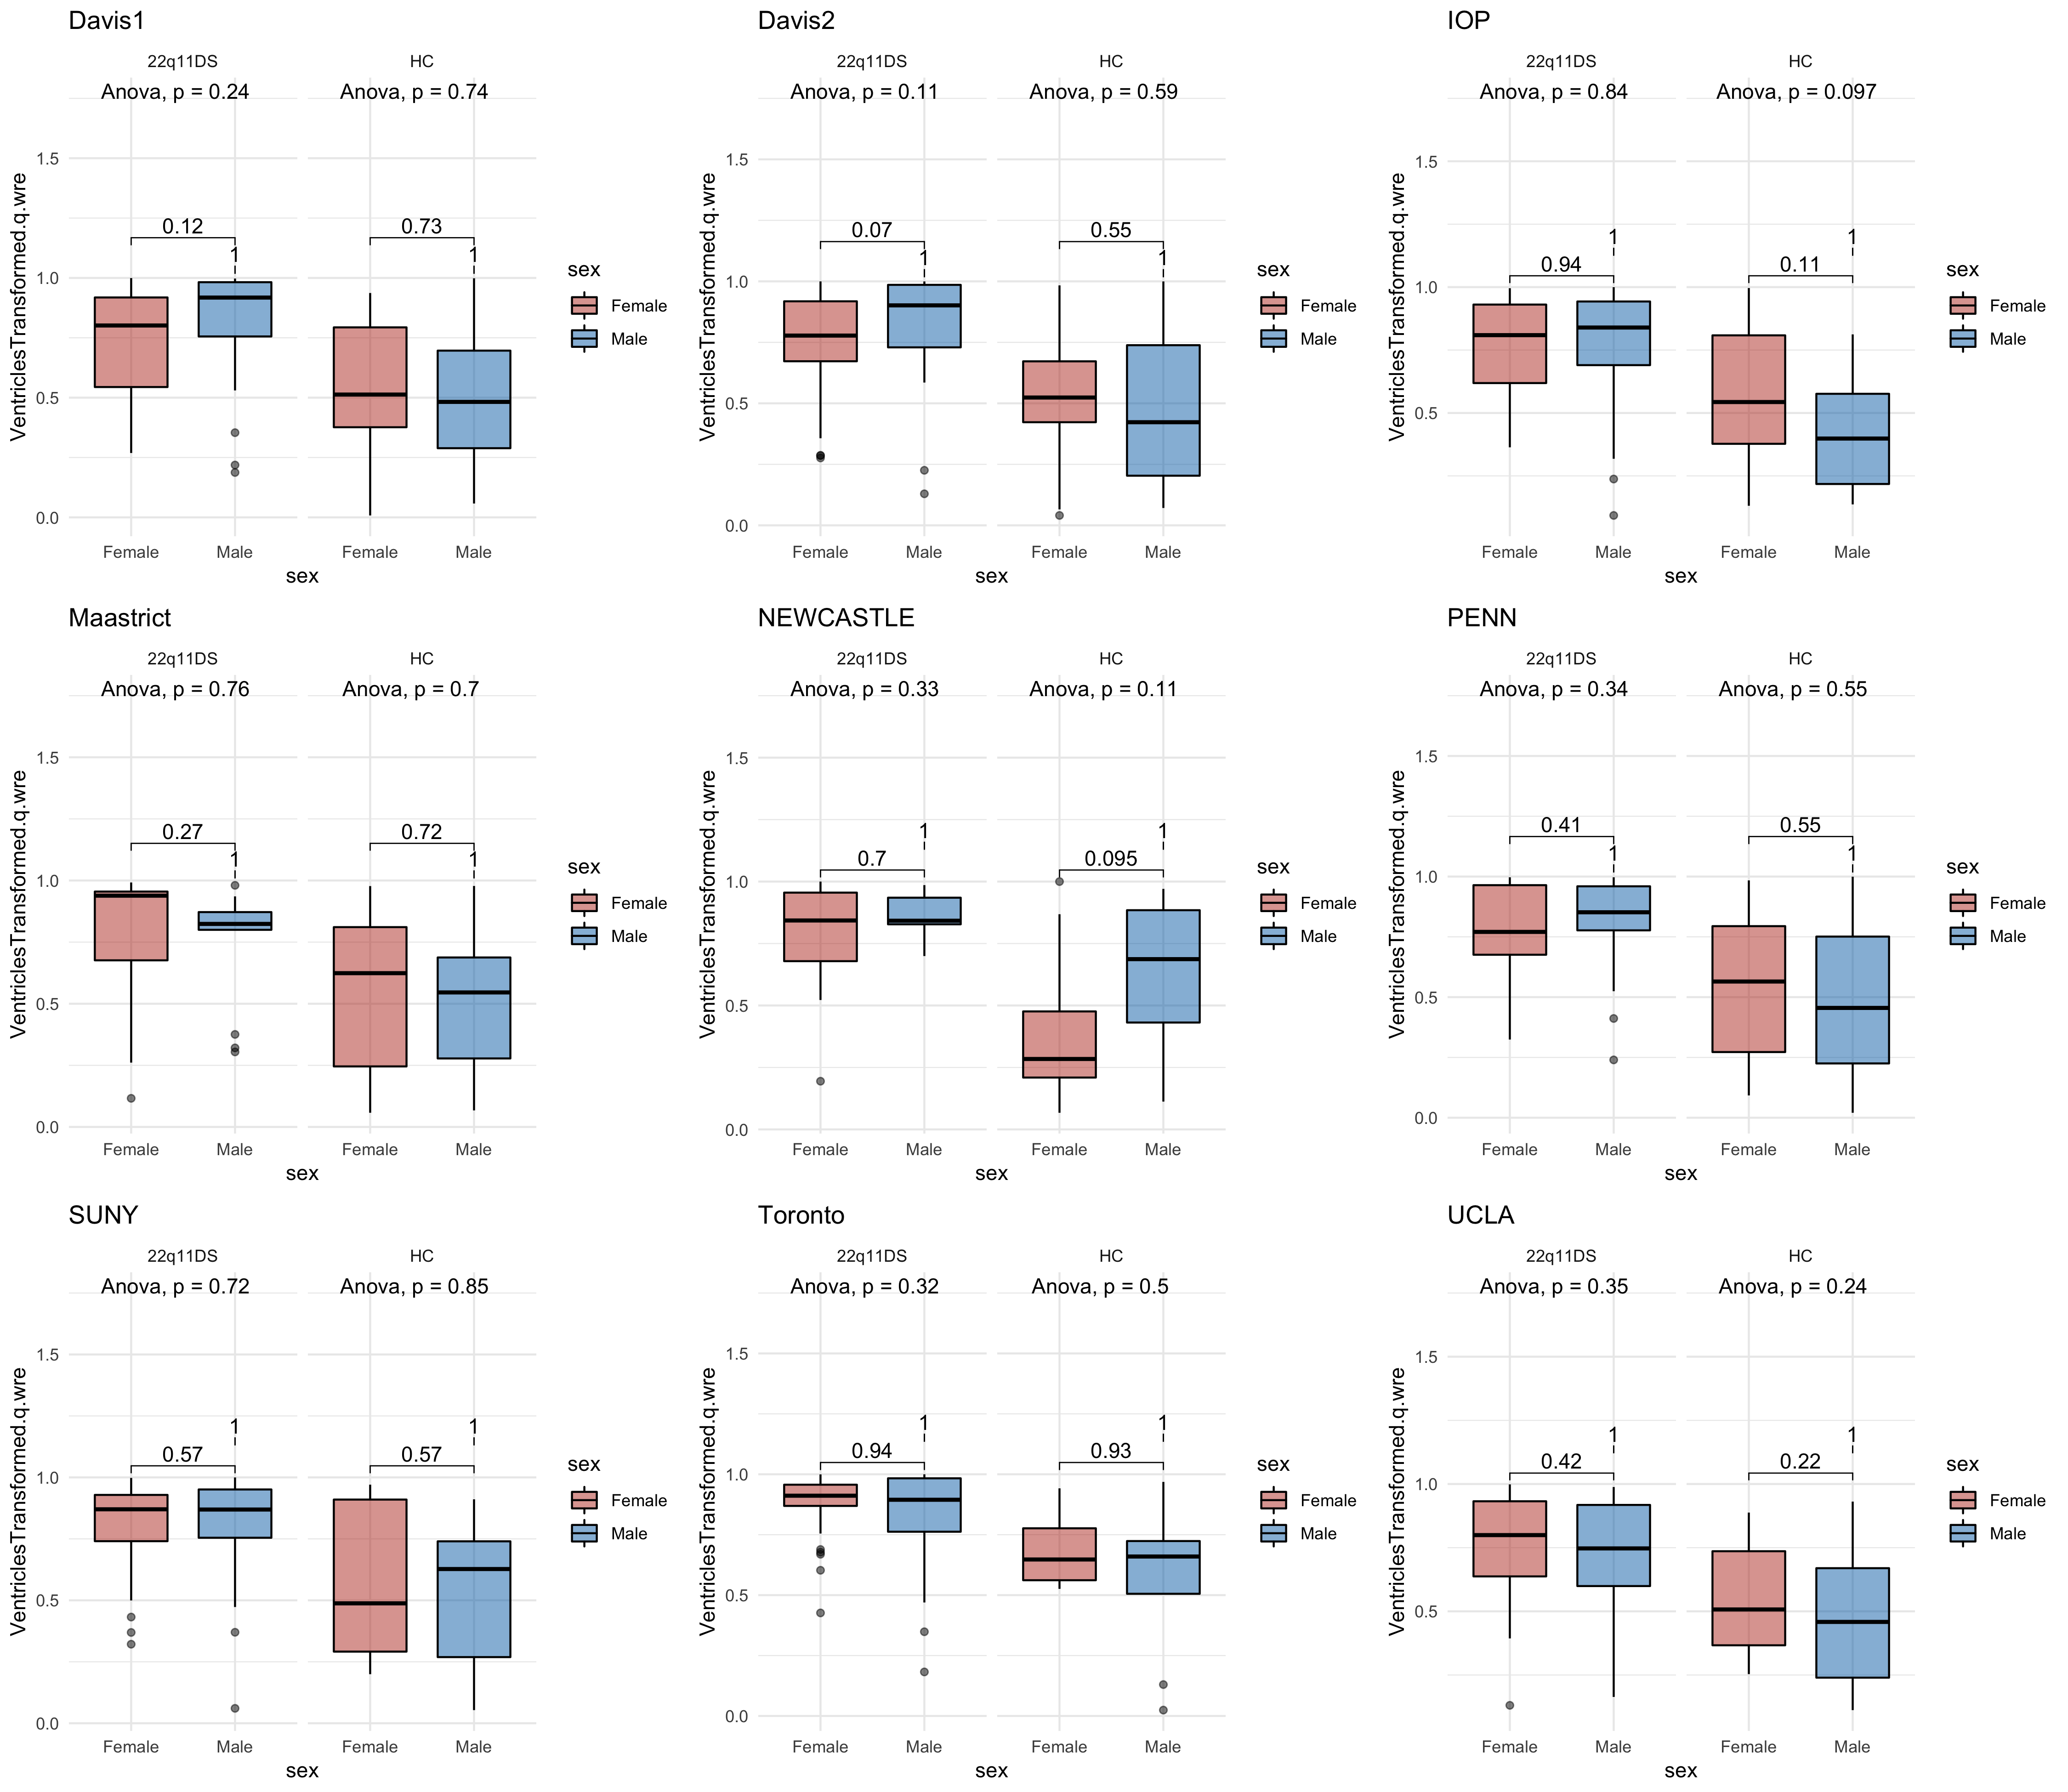 Davis1
22q11DS HC
Anova, p = 0.24 Anova, p = 0.74
VentriclesTransformed.q.wre
1.5
0.12 0.73
1 1
1.0
0.5
0.0
Female Male Female Male
sex
sex
Female
Male
Davis2
22q11DS HC
Anova, p = 0.11 Anova, p = 0.59
VentriclesTransformed.q.wre
1.5
0.07 0.55
1 1
1.0
0.5
0.0
Female Male Female Male
sex
sex
Female
Male
IOP
22q11DS HC
Anova, p = 0.84 Anova, p = 0.097
VentriclesTransformed.q.wre
1.5
1 1
0.94 0.11
1.0
0.5
Female Male Female Male
sex
sex
Female
Male
Maastrict
22q11DS HC
Anova, p = 0.76 Anova, p = 0.7
VentriclesTransformed.q.wre
1.5
0.27 0.72
1 1
1.0
0.5
0.0
Female Male Female Male
sex
sex
Female
Male
NEWCASTLE
22q11DS HC
Anova, p = 0.33 Anova, p = 0.11
VentriclesTransformed.q.wre
1.5
1 1
0.7 0.095
1.0
0.5
0.0
Female Male Female Male
sex
sex
Female
Male
PENN
22q11DS HC
Anova, p = 0.34 Anova, p = 0.55
VentriclesTransformed.q.wre
1.5
0.41 0.55
1 1
1.0
0.5
0.0
Female Male Female Male
sex
sex
Female
Male
SUNY
22q11DS HC
Anova, p = 0.72 Anova, p = 0.85
VentriclesTransformed.q.wre
1.5
1 1
0.57 0.57
1.0
0.5
0.0
Female Male Female Male
sex
sex
Female
Male
Toronto
22q11DS HC
Anova, p = 0.32 Anova, p = 0.5
VentriclesTransformed.q.wre
1.5
1 1
0.94 0.93
1.0
0.5
0.0
Female Male Female Male
sex
sex
Female
Male
UCLA
22q11DS HC
Anova, p = 0.35 Anova, p = 0.24
VentriclesTransformed.q.wre
1.5
1 1
0.42 0.22
1.0
0.5
Female Male Female Male
sex
sex
Female
Male